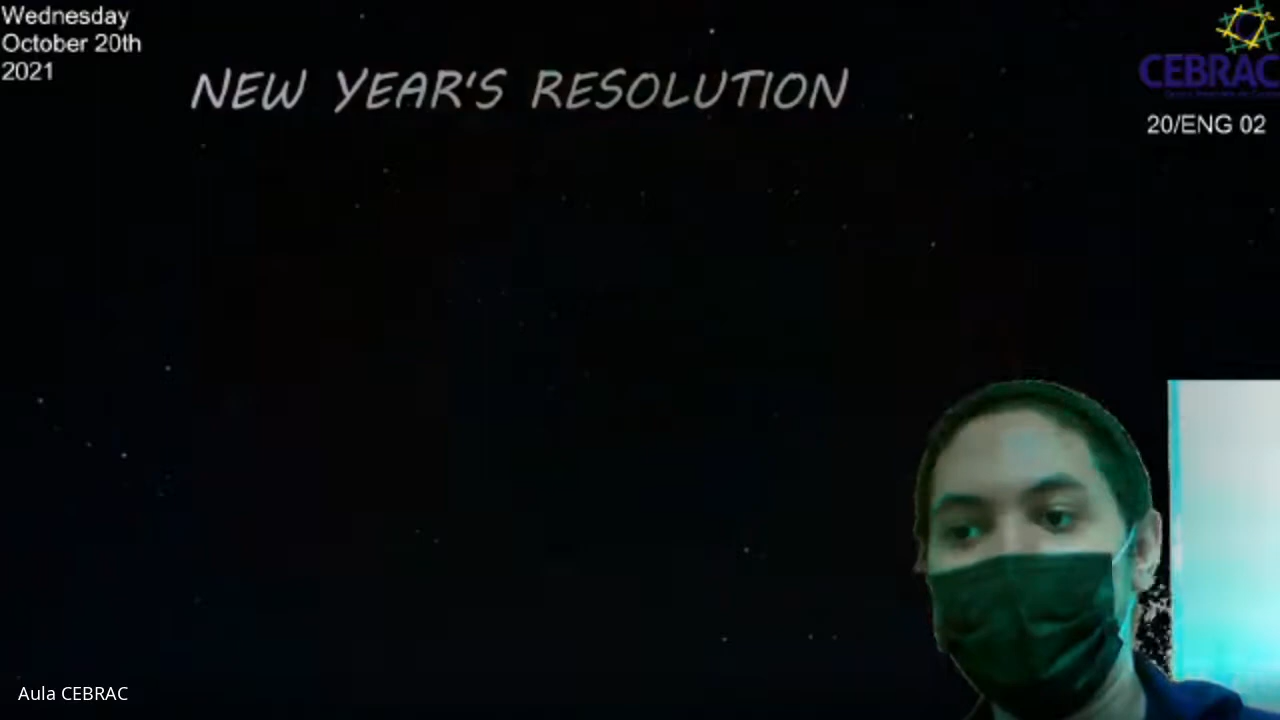 Wednesday
October 20th
2021
NEW YEAR'S RESOLUTION
CEBRAC
20/ENG 02
Aula CEBRAC